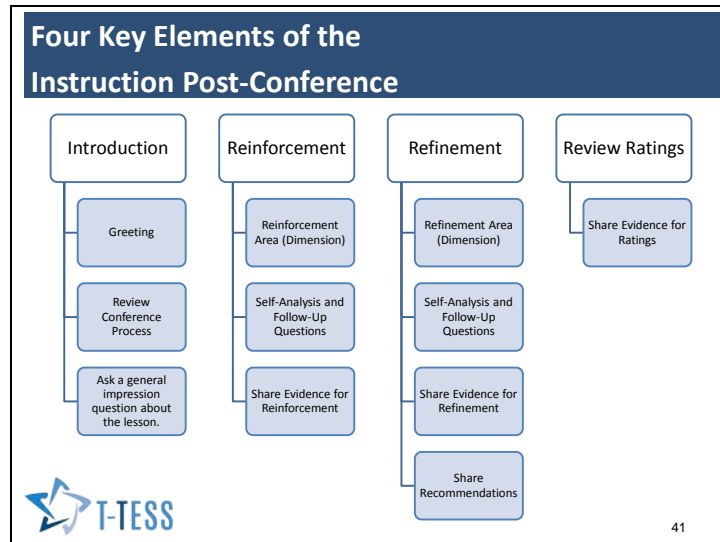 Four Key Elements of the
Instruction Post-Conference
Introduction
Greeting
Review
Conference
Process
Ask a general
impression
question about
the lesson.
Reinforcement
Reinforcement
Area (Dimension)
Self-Analysis and
Follow-Up
Questions
Share Evidence for
Reinforcement
Refinement
Refinement Area
(Dimension)
Self-Analysis and
Follow-Up
Questions
Share Evidence for
Refinement
Share
Recommendations
Review Ratings
Share Evidence for
Ratings
T-TESS
41